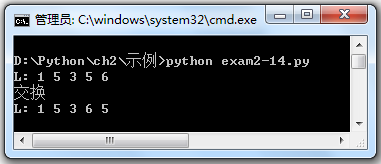 管理员: C:\windows\system32\cmd.exe
D:\Python\ch2\示例>python exam2-14.py
L: 1 5 3 5 6
交换
L: 1 5 3 6 5